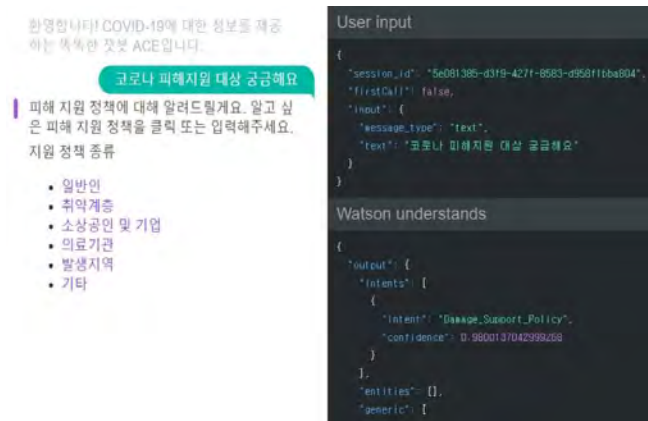 환영합니다! COVID-19에 대한 정보를 제공
하는 똑똑한 챗봇 ACE입니다.
코로나 피해지원 대상 궁금해요
피해 지원 정책에 대해 알려드릴게요. 알고 싶
은 피해 지원 정책을 클릭 또는 입력해주세요.
지원 정책 종류
• 일반인
• 취약계층
• 소상공인 및 기업
• 의료기관
• 발생지역
• 기타
User input
{
"session_id": "5e081385-d3f9-427f-8583-d958f1bba804",
"firstCall": false,
"input": {
"message_type": "text",
"text": "코로나 피해지원 대상 궁금해요"
}
}
Watson understands
{
"output": {
"intents": [
{
"intent": "Damage_Support_Policy",
"confidence": 0.9800137042999268
}
],
"entities": [],
"generic": [